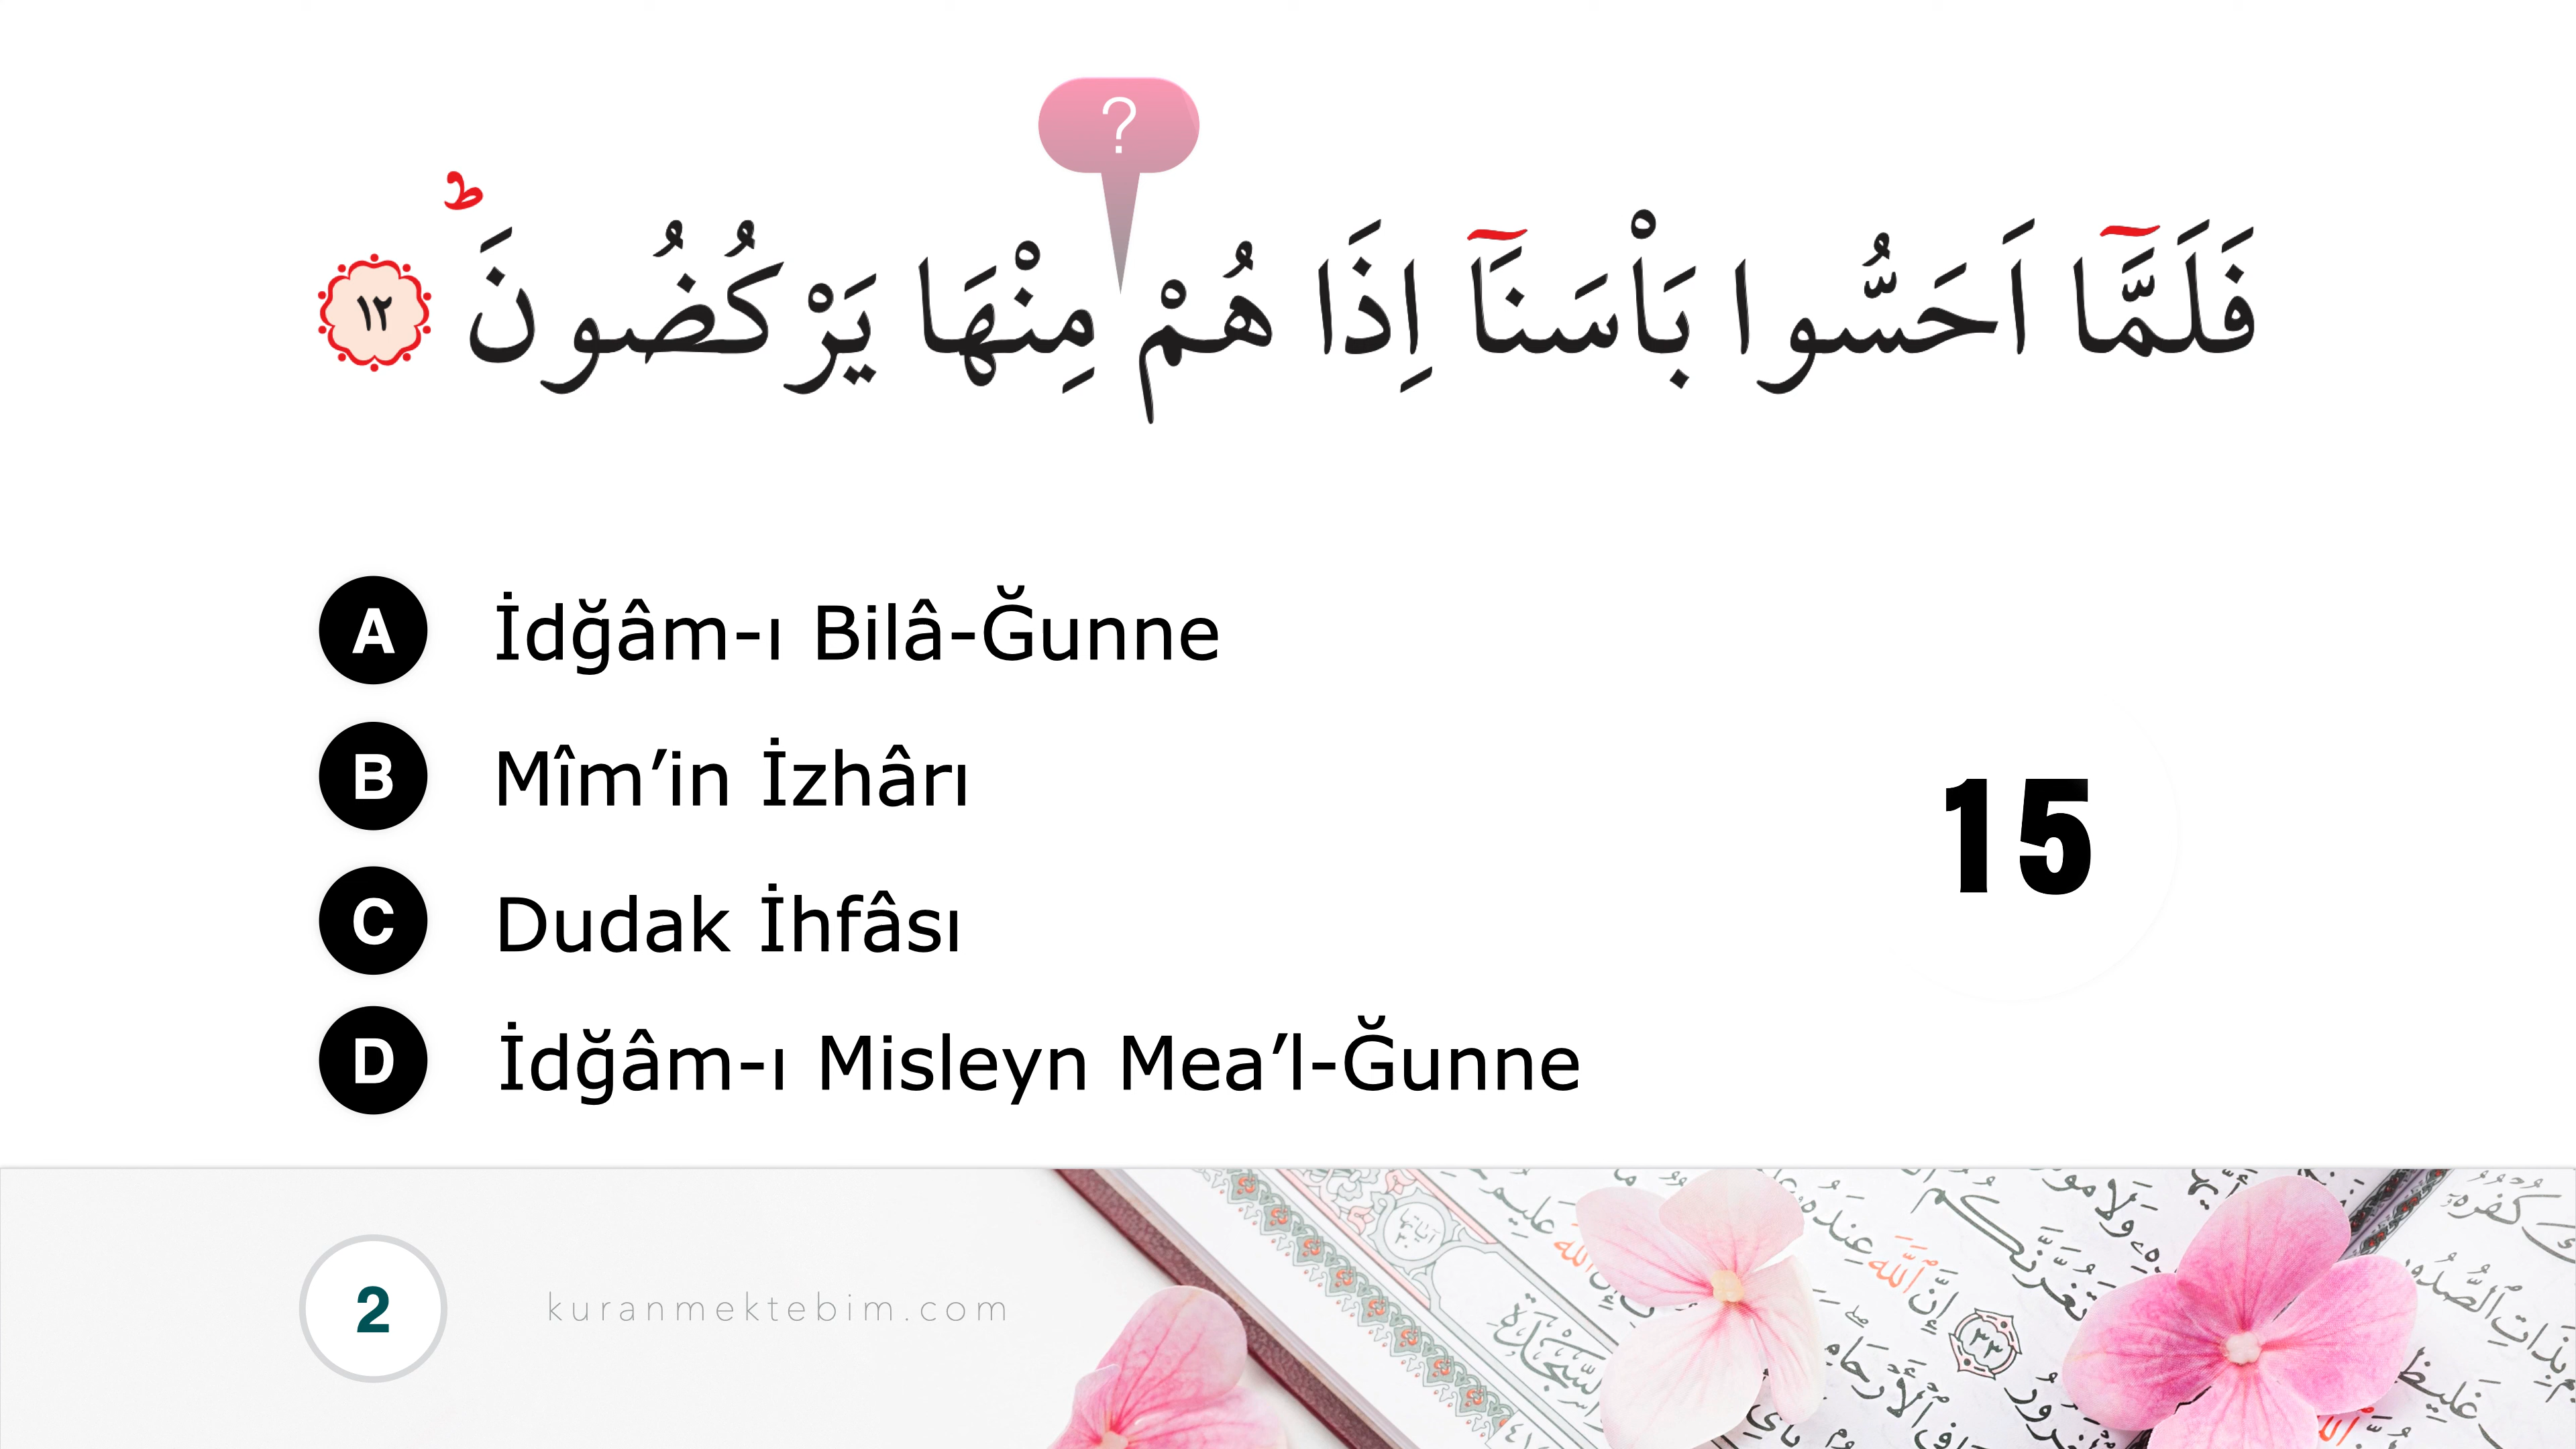 ?
فَلَمَّٓا اَحَسُّوا بَاْسَنَٓا اِذَا هُمْ مِنْهَا يَرْكُضُونَۜ ١٢
A İdğâm-ı Bilâ-Ğunne
B Mîm’in İzhârı
C Dudak İhfâsı
D İdğâm-ı Misleyn Mea’l-Ğunne
15
2 kuranmektebim.com